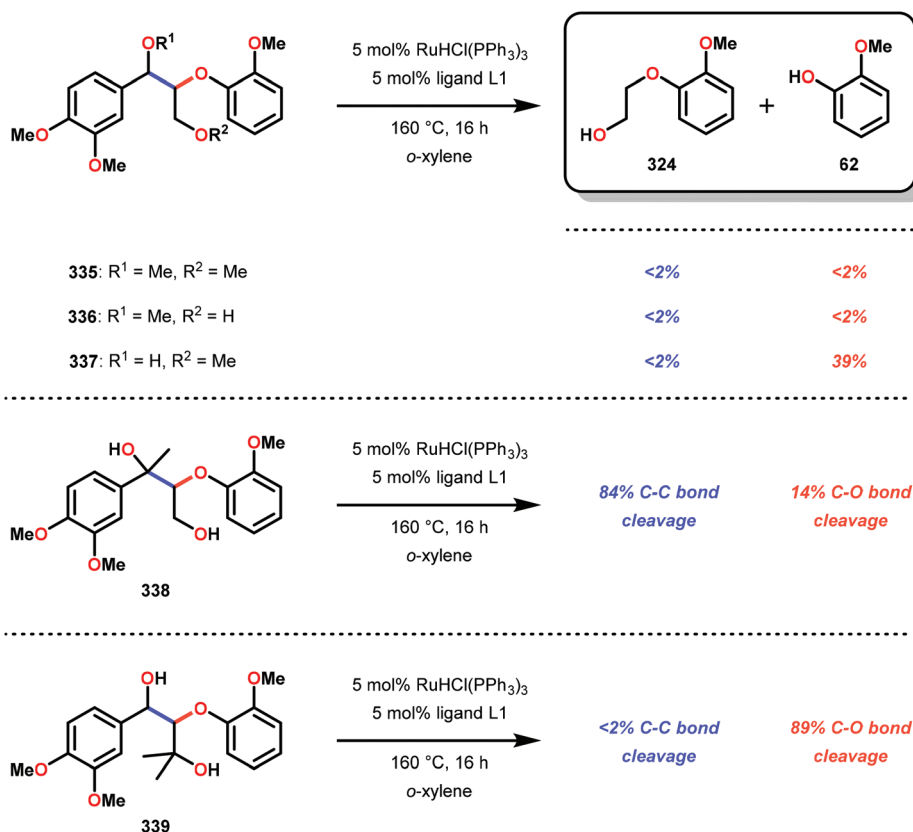 OR¹
OMe
O
5 mol% RuHCl(PPh₃)₃
5 mol% ligand L1
160 °C, 16 h
o-xylene
OR²
MeO
OMe
OMe
O
HO
324
+
OMe
HO
62
335: R¹ = Me, R² = Me <2% <2%
336: R¹ = Me, R² = H <2% <2%
337: R¹ = H, R² = Me <2% 39%
HO
OMe
O
OH
MeO
OMe
338
5 mol% RuHCl(PPh₃)₃
5 mol% ligand L1
160 °C, 16 h
o-xylene
84% C-C bond
cleavage
14% C-O bond
cleavage
OH
OMe
O
OH
MeO
OMe
339
5 mol% RuHCl(PPh₃)₃
5 mol% ligand L1
160 °C, 16 h
o-xylene
<2% C-C bond
cleavage
89% C-O bond
cleavage